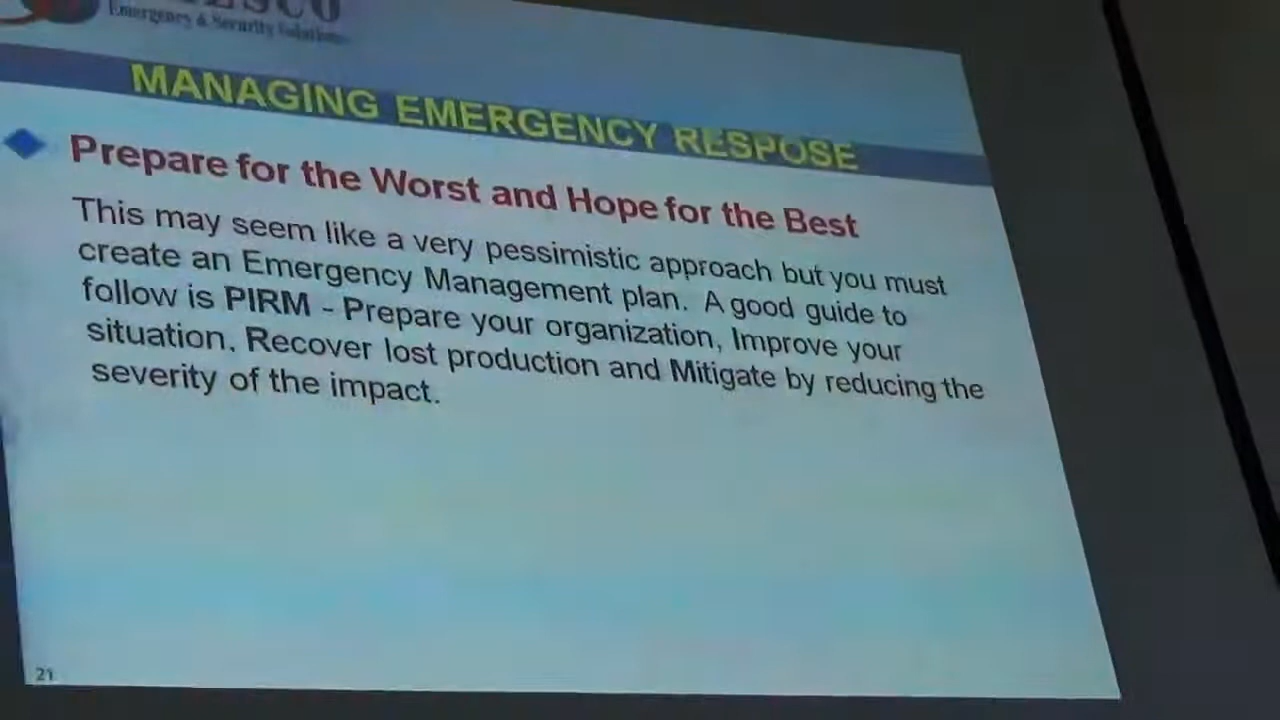 Emergency & Security Solutions
MANAGING EMERGENCY RESPOSE
Prepare for the Worst and Hope for the Best
This may seem like a very pessimistic approach but you must
create an Emergency Management plan. A good guide to
follow is PIRM - Prepare your organization, Improve your
situation, Recover lost production and Mitigate by reducing the
severity of the impact.
21